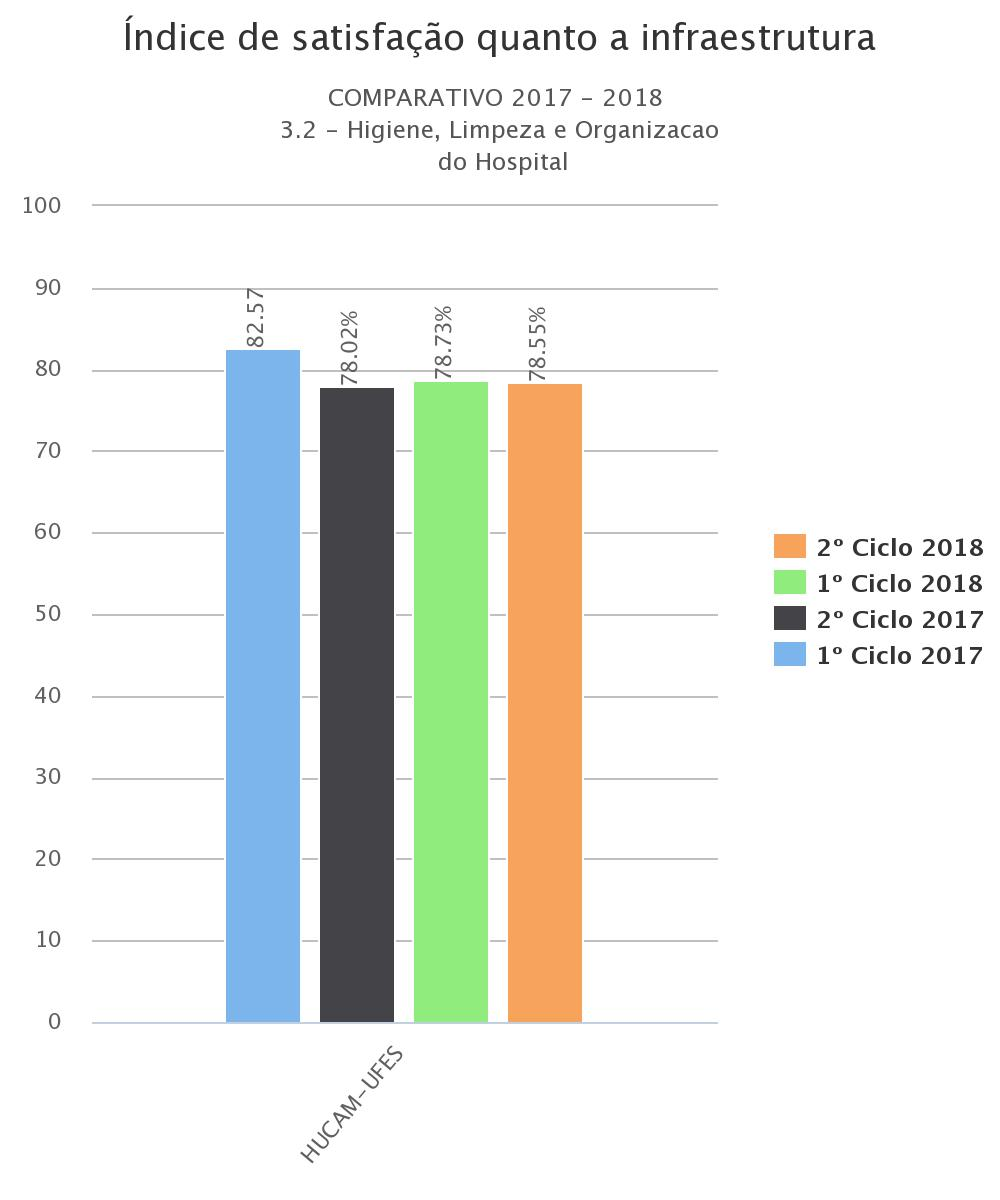 Índice de satisfação quanto a infraestrutura
COMPARATIVO 2017 – 2018
3.2 – Higiene, Limpeza e Organizacao
do Hospital
100
90
80
70
60
50
40
30
20
10
0
82.57
78.02%
78.73%
78.55%
HUCAM–UFES
2º Ciclo 2018
1º Ciclo 2018
2º Ciclo 2017
1º Ciclo 2017